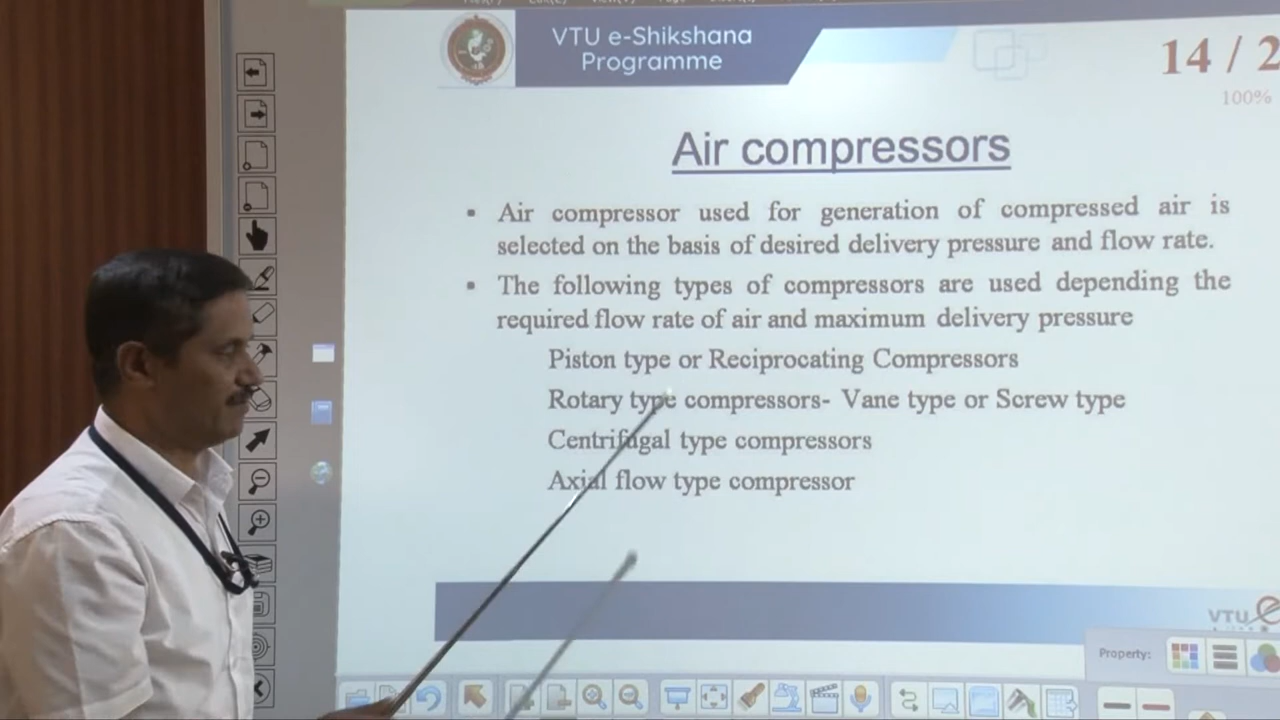 VTU e-Shikshana
Programme
14 / 2
100%
Air compressors
▪ Air compressor used for generation of compressed air is
selected on the basis of desired delivery pressure and flow rate.
▪ The following types of compressors are used depending the
required flow rate of air and maximum delivery pressure
Piston type or Reciprocating Compressors
Rotary type compressors- Vane type or Screw type
Centrifugal type compressors
Axial flow type compressor
VTU
Property: